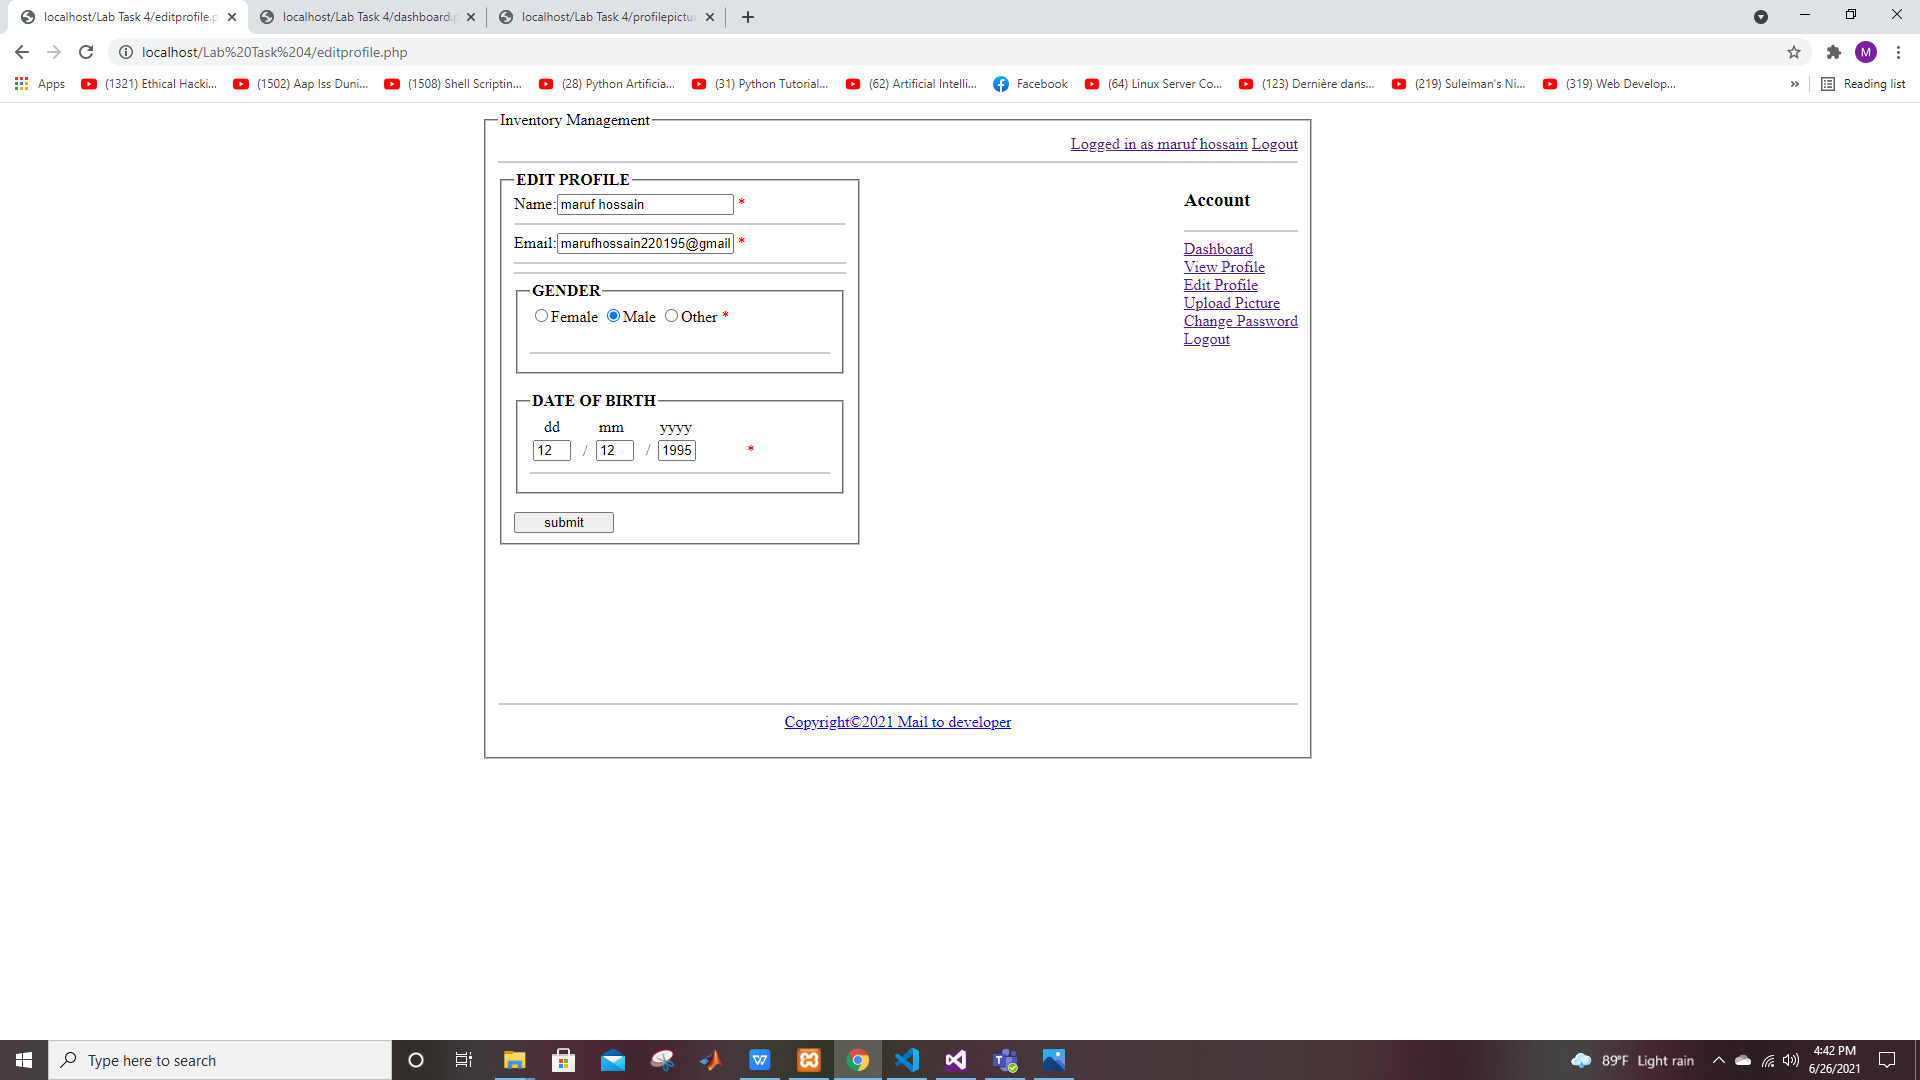 localhost/Lab Task 4/editprofile.p
localhost/Lab Task 4/dashboard.p
localhost/Lab Task 4/profilepictur
localhost/Lab%20Task%204/editprofile.php
M
Apps
(1321) Ethical Hacki...
(1502) Aap Iss Duni...
(1508) Shell Scriptin...
(28) Python Artificia...
(31) Python Tutorial...
(62) Artificial Intelli...
Facebook
(64) Linux Server Co...
(123) Dernière dans...
(219) Suleiman's Ni...
(319) Web Develop...
»
Reading list
Inventory Management
Logged in as maruf hossain Logout
EDIT PROFILE
Name: maruf hossain *
Email: marufhossain220195@gmail *
GENDER
Female Male Other *
DATE OF BIRTH
dd mm yyyy
12 / 12 / 1995 *
submit
Account
Dashboard
View Profile
Edit Profile
Upload Picture
Change Password
Logout
Copyright©2021 Mail to developer
Type here to search
89°F Light rain
4:42 PM
6/26/2021